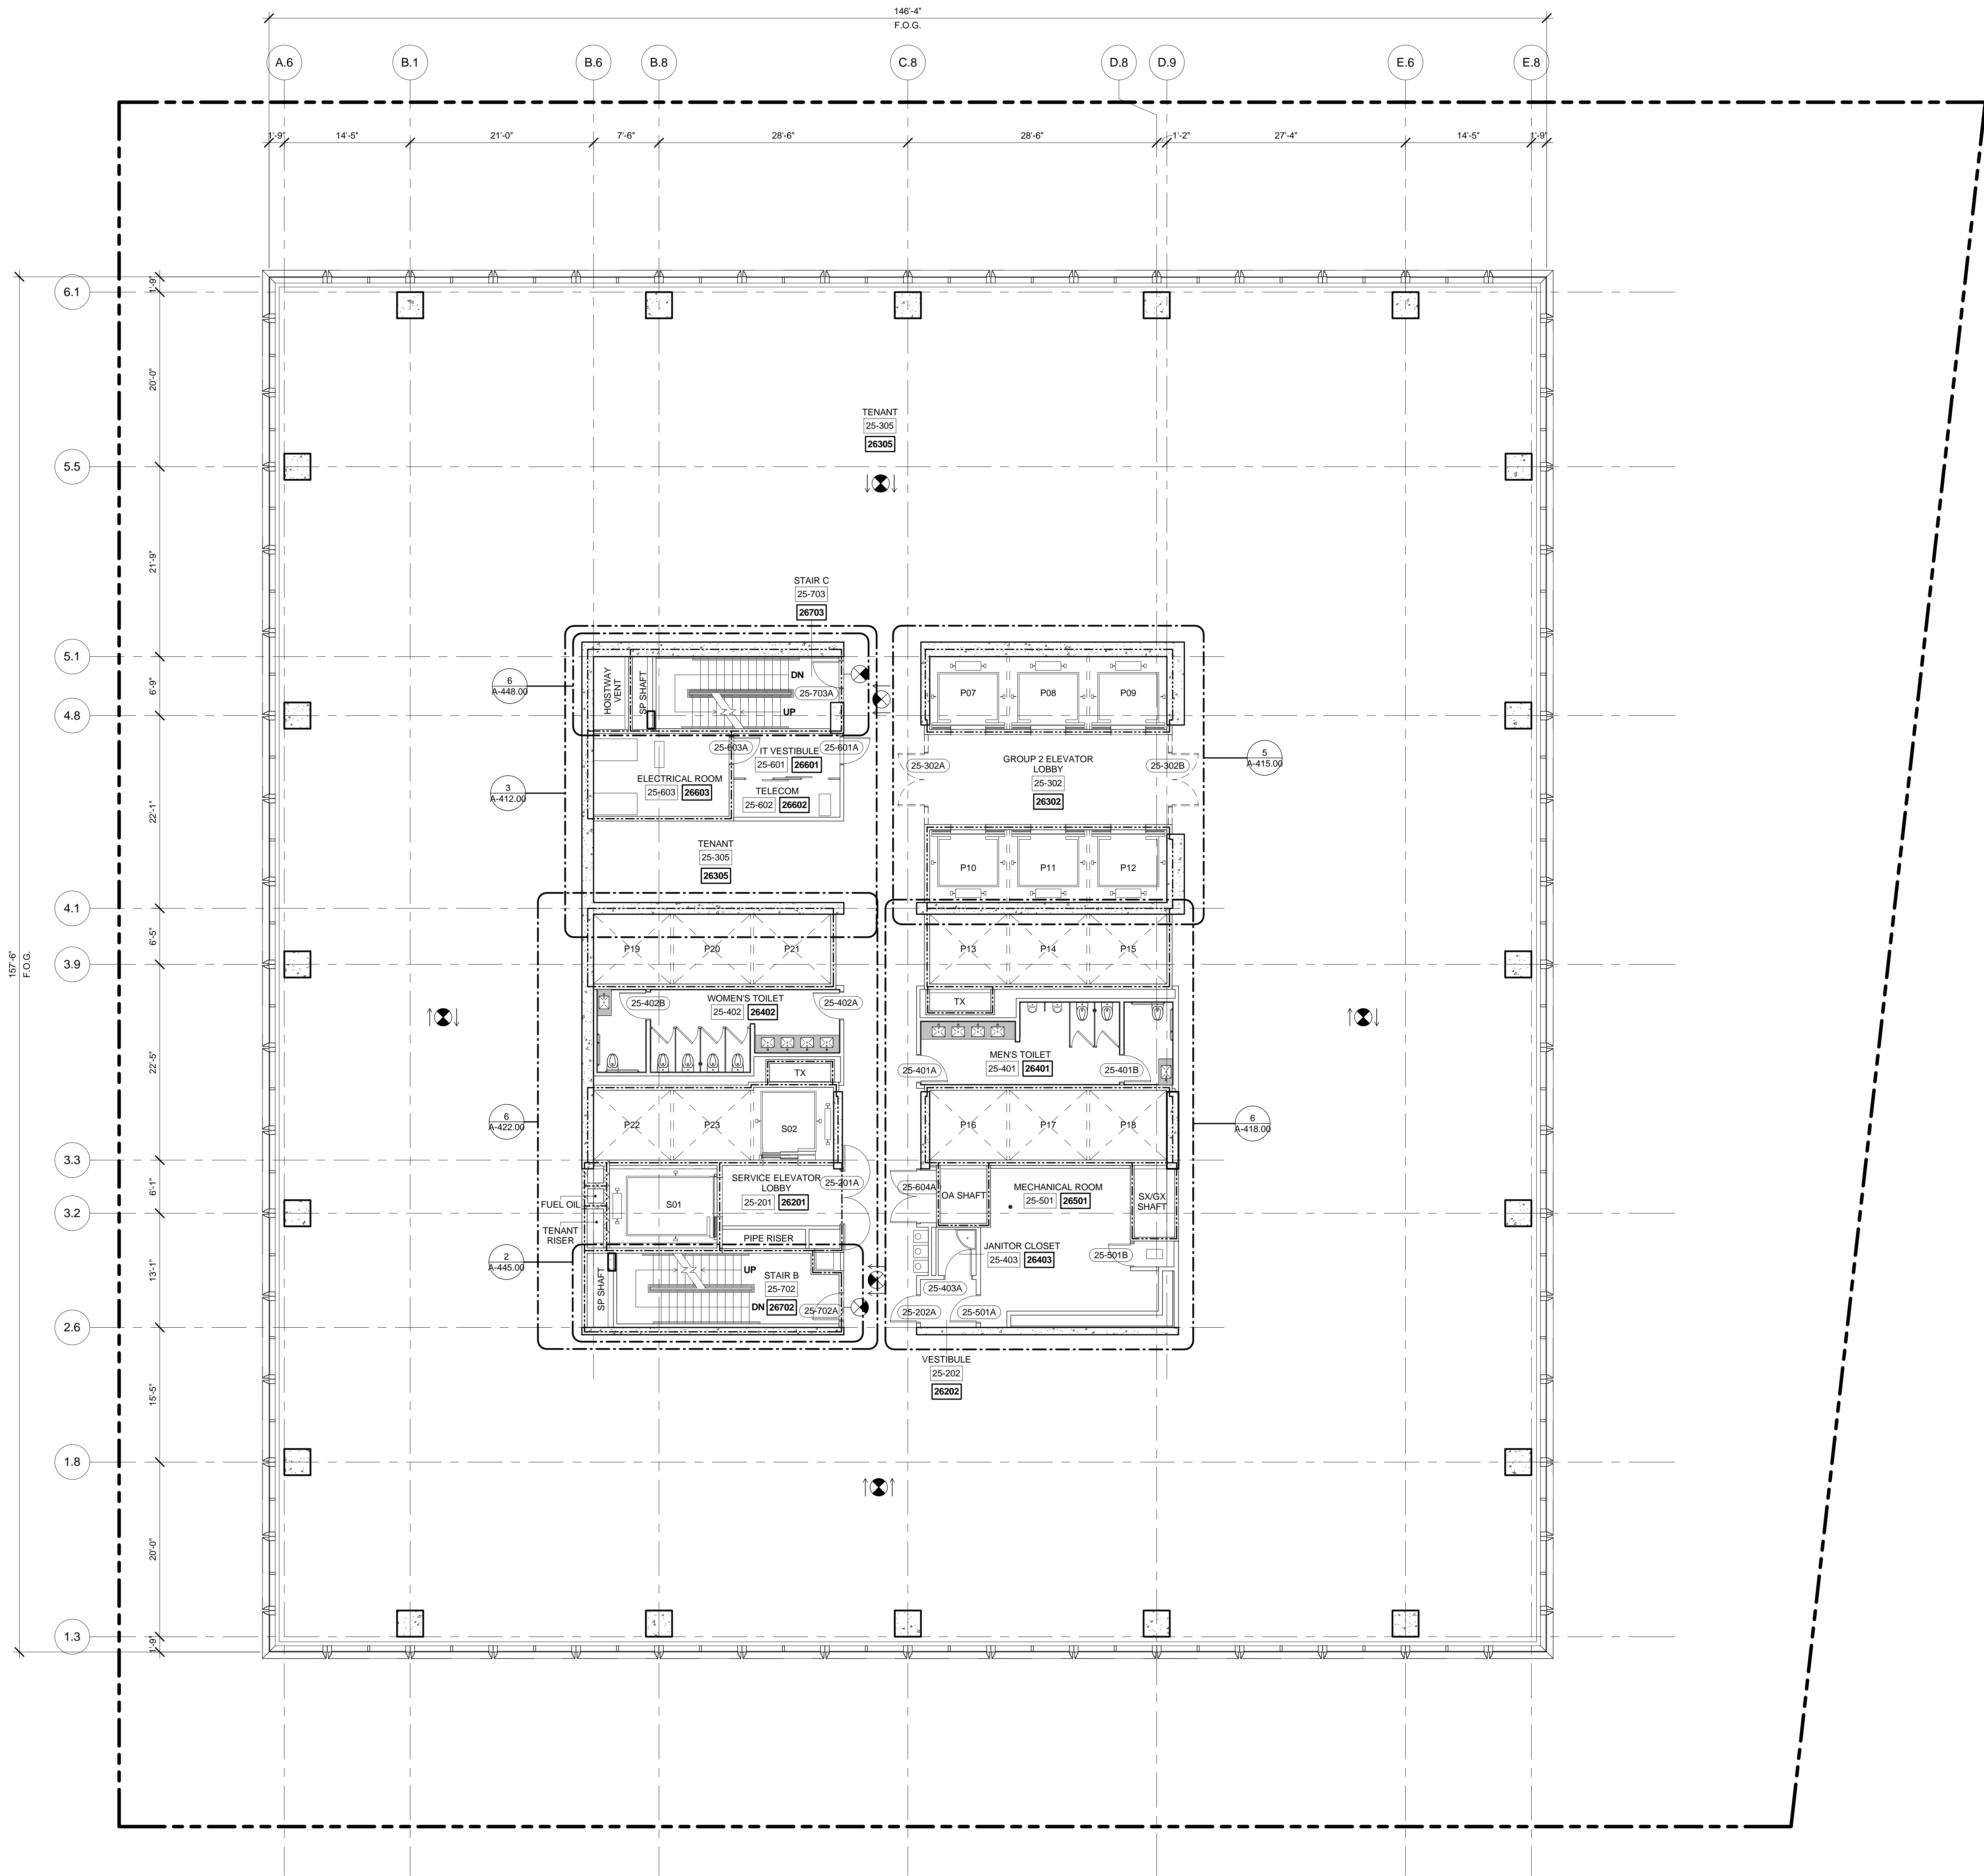 146'-4"
F.O.G.
A.6
B.1
B.6
B.8
C.8
D.8
D.9
E.6
E.8
1'-9"
14'-5"
21'-0"
7'-6"
28'-6"
28'-6"
1'-2"
27'-4"
14'-5"
1'-9"
157'-6"
F.O.G.
6.1
5.5
5.1
4.8
4.1
3.9
3.3
3.2
2.6
1.8
1.3
1'-9"
20'-0"
21'-9"
6'-9"
22'-1"
6'-5"
22'-5"
6'-1"
13'-1"
15'-5"
20'-0"
1'-9"
TENANT
25-305
26305
STAIR C
25-703
26703
6
A-448.00
HOISTWAY
VENT
SP SHAFT
DN
25-703A
UP
25-603A
25-601A
IT VESTIBULE
25-601 26601
ELECTRICAL ROOM
25-603 26603
TELECOM
25-602 26602
3
A-412.00
TENANT
25-305
26305
P07
P08
P09
25-302A
GROUP 2 ELEVATOR
LOBBY
25-302
26302
25-302B
5
A-415.00
P10
P11
P12
P19
P20
P21
P13
P14
P15
25-402B
WOMEN'S TOILET
25-402 26402
25-402A
TX
TX
MEN'S TOILET
25-401 26401
25-401A
25-401B
6
A-422.00
P22
P23
S02
P16
P17
P18
6
A-418.00
FUEL OIL
TENANT
RISER
S01
SERVICE ELEVATOR
LOBBY
25-201 26201
25-201A
PIPE RISER
25-604A
OA SHAFT
MECHANICAL ROOM
25-501 26501
SX/GX
SHAFT
JANITOR CLOSET
25-403 26403
25-501B
2
A-445.00
SP SHAFT
UP
STAIR B
25-702
DN 26702
25-702A
25-403A
25-202A
25-501A
VESTIBULE
25-202
26202